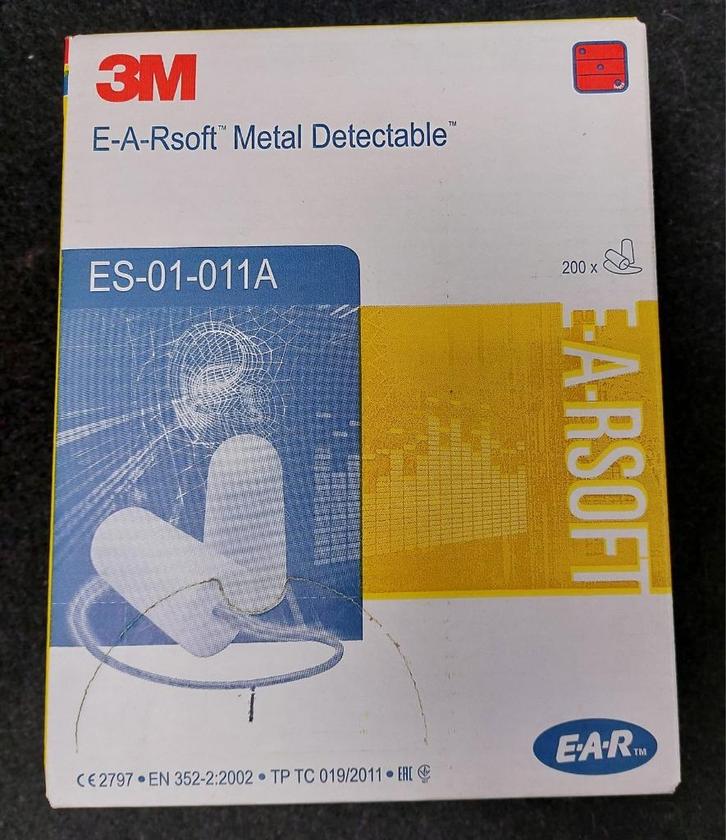 3M
E-A-Rsoft™ Metal Detectable™
ES-01-011A
200 x
E-A-RSOFT
E-A-R™
CE 2797 • EN 352-2:2002 • TP TC 019/2011 • EAC